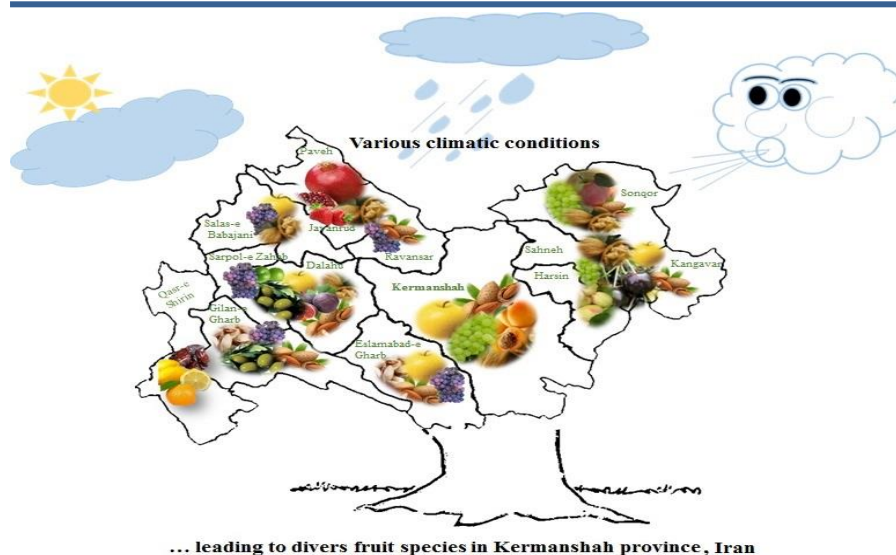 Various climatic conditions
Paveh
Sonqor
Salas-e
Babajani
Javanrud
Ravansar
Sahneh
Kangavar
Sarpol-e Zahab
Dalahu
Harsin
Qasr-e
Shirin
Kermanshah
Gilan-e
Gharb
Eslamabad-e
Gharb
... leading to divers fruit species in Kermanshah province, Iran